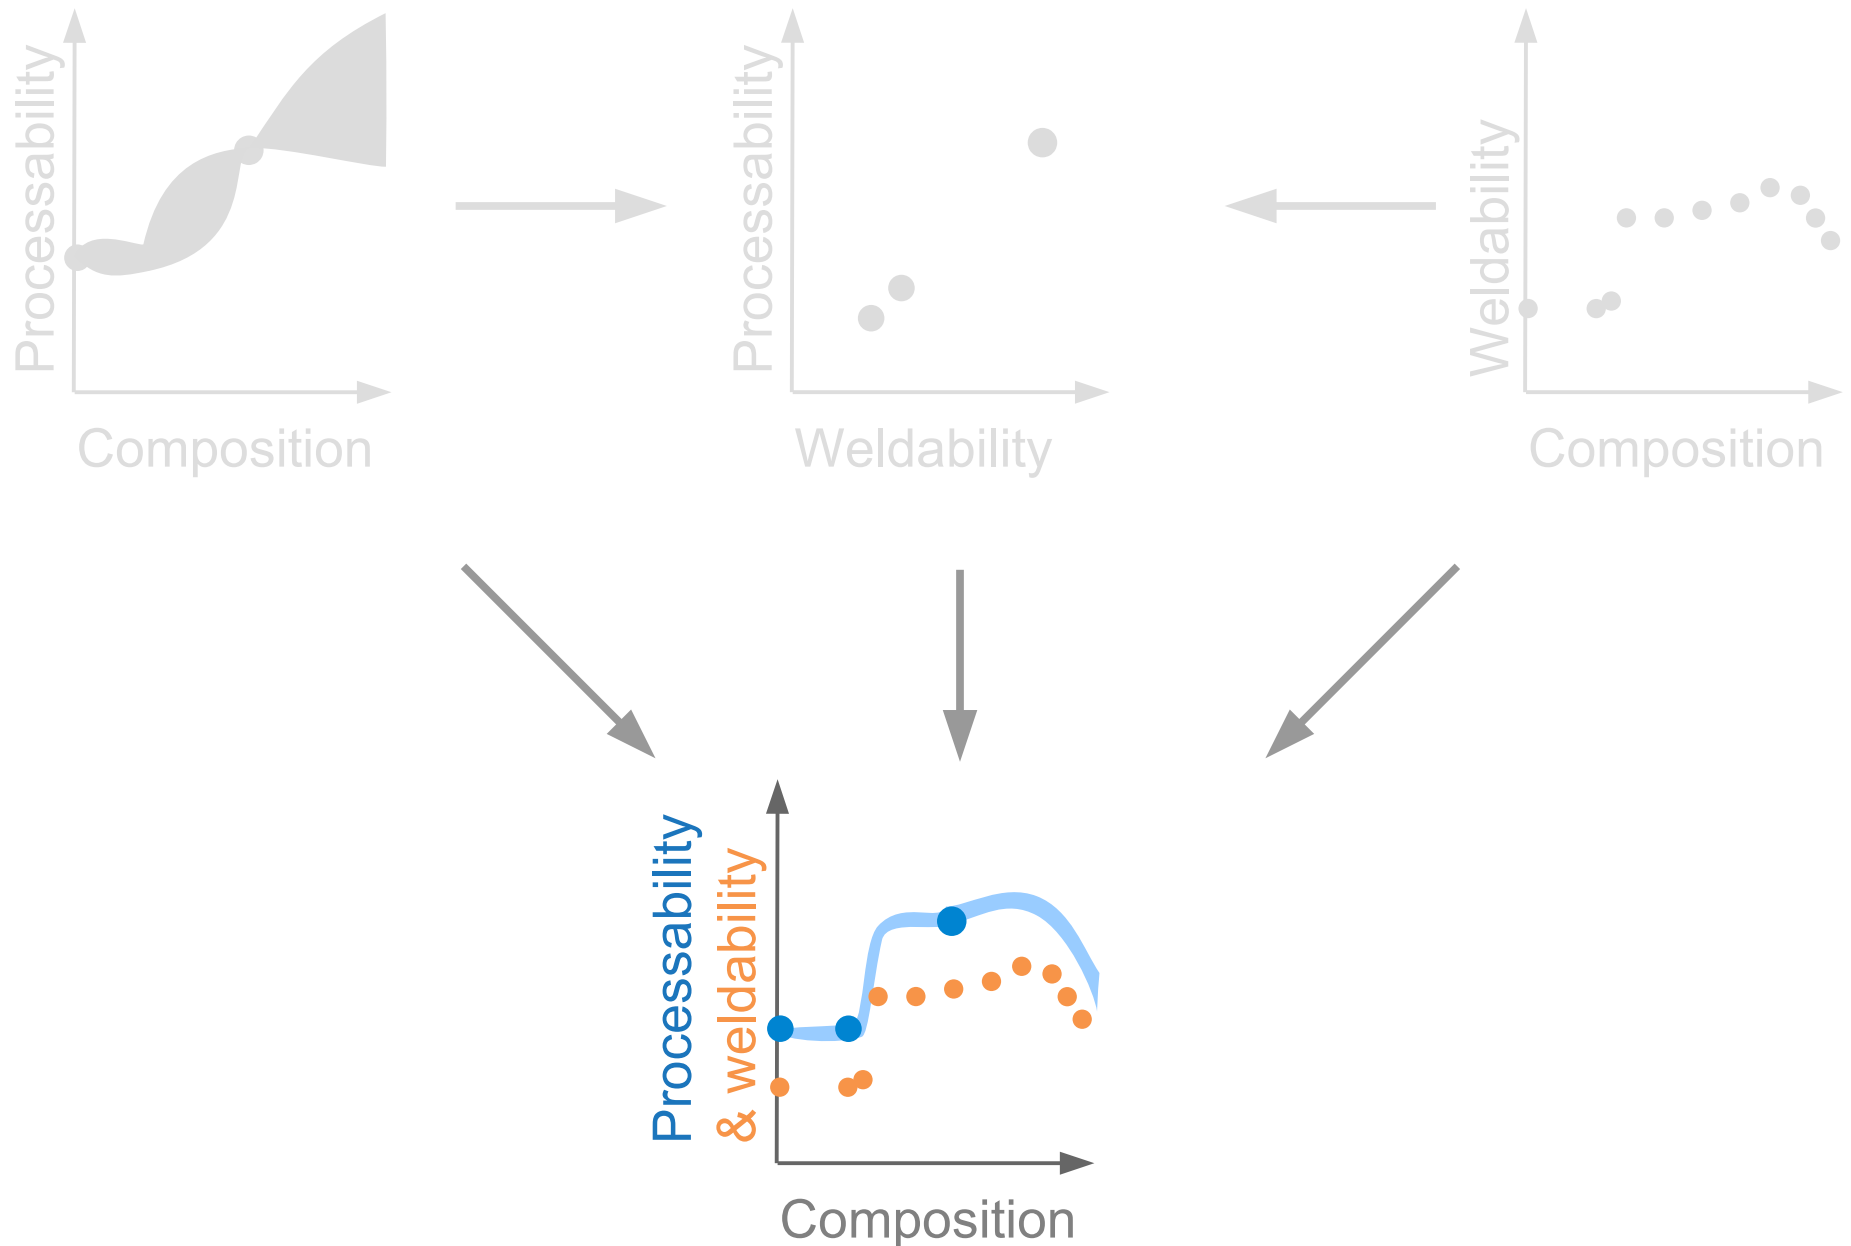 Processability
Composition
Processability
Weldability
Weldability
Composition
Processability
& weldability
Composition